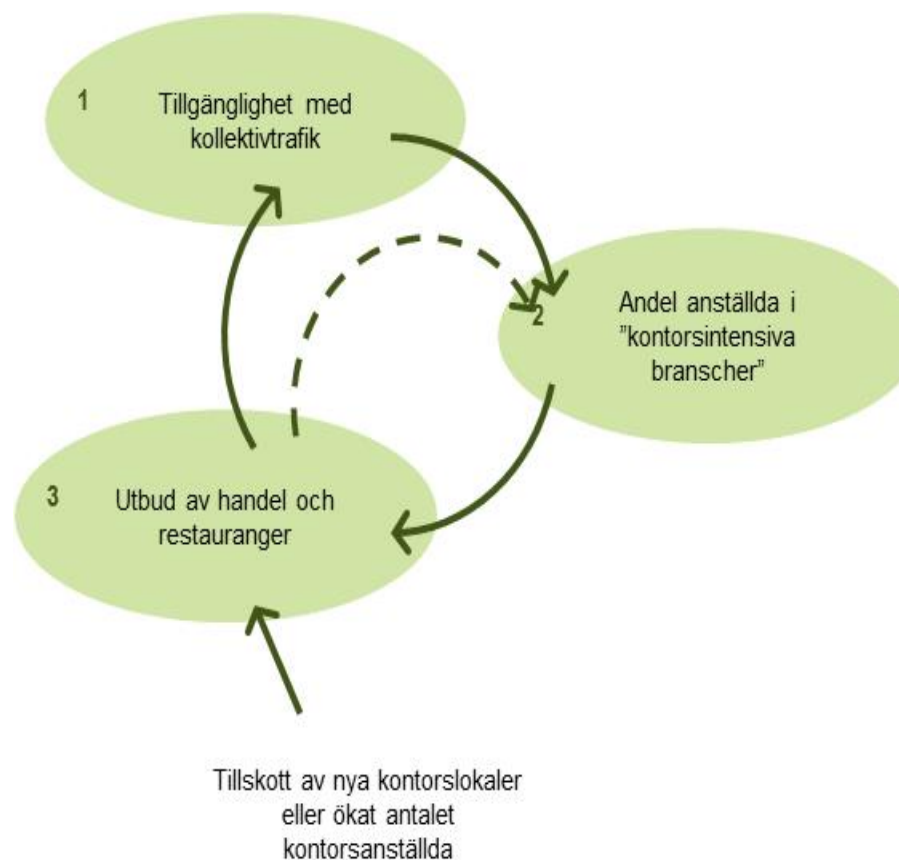 1
Tillgänglighet med
kollektivtrafik
2
Andel anställda i
"kontorsintensiva
branscher"
3
Utbud av handel och
restauranger
Tillskott av nya kontorslokaler
eller ökat antalet
kontorsanställda